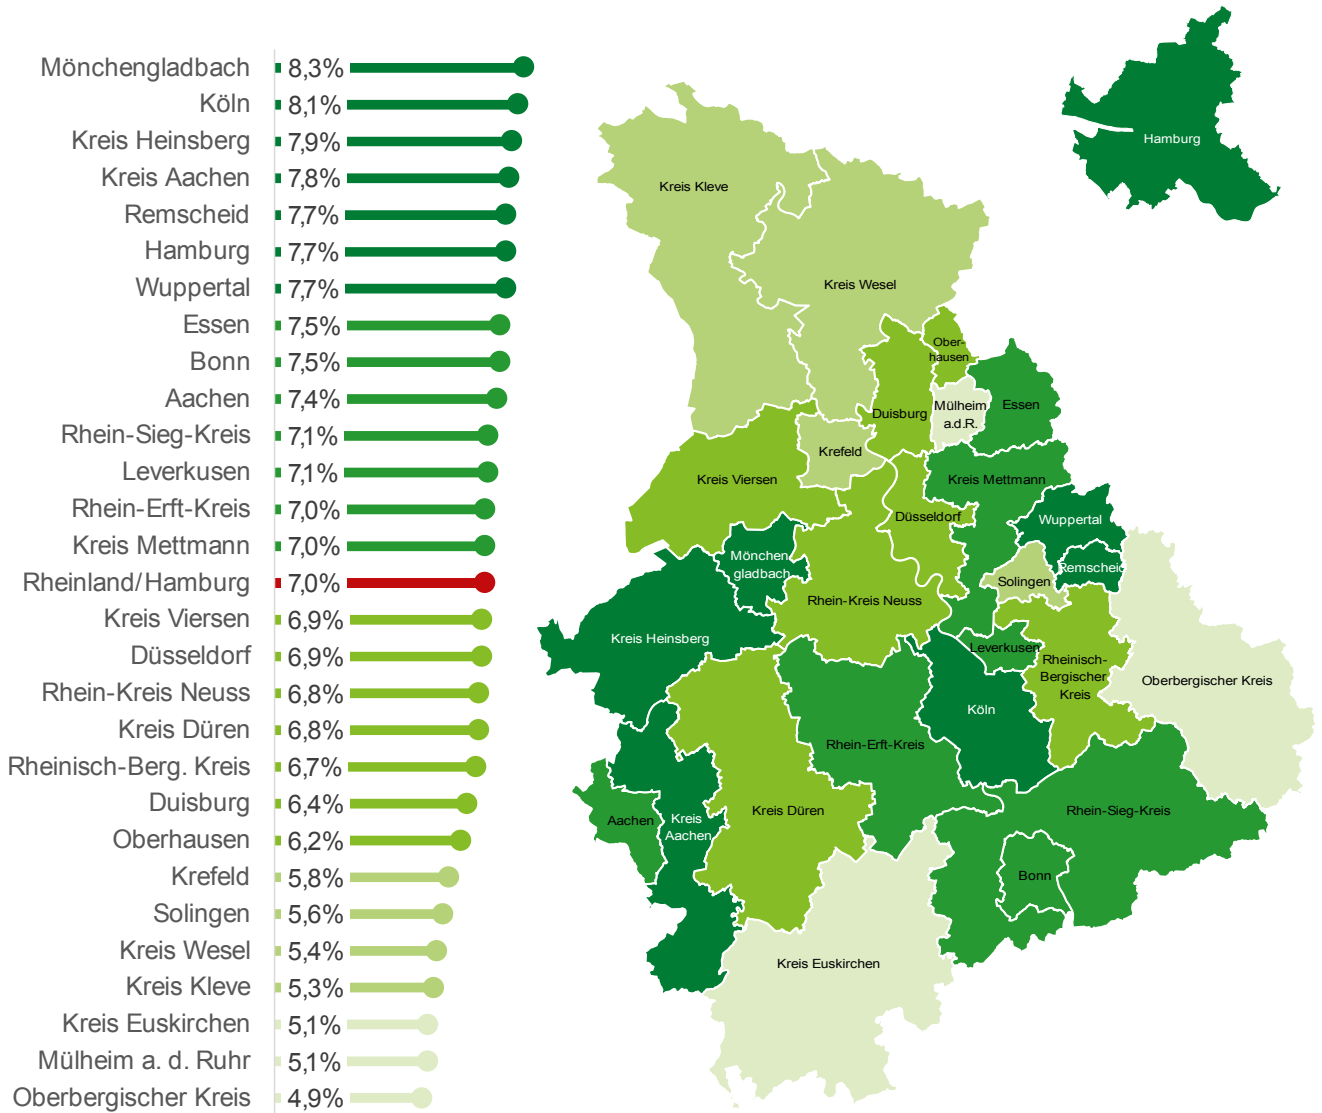 Mönchengladbach 8,3%
Köln 8,1%
Kreis Heinsberg 7,9%
Kreis Aachen 7,8%
Remscheid 7,7%
Hamburg 7,7%
Wuppertal 7,7%
Essen 7,5%
Bonn 7,5%
Aachen 7,4%
Rhein-Sieg-Kreis 7,1%
Leverkusen 7,1%
Rhein-Erft-Kreis 7,0%
Kreis Mettmann 7,0%
Rheinland/Hamburg 7,0%
Kreis Viersen 6,9%
Düsseldorf 6,9%
Rhein-Kreis Neuss 6,8%
Kreis Düren 6,8%
Rheinisch-Berg. Kreis 6,7%
Duisburg 6,4%
Oberhausen 6,2%
Krefeld 5,8%
Solingen 5,6%
Kreis Wesel 5,4%
Kreis Kleve 5,3%
Kreis Euskirchen 5,1%
Mülheim a. d. Ruhr 5,1%
Oberbergischer Kreis 4,9%
Hamburg
Kreis Kleve
Kreis Wesel
Ober-
hausen
Duisburg
Mülheim
a.d.R.
Essen
Krefeld
Kreis Viersen
Kreis Mettmann
Düsseldorf
Wuppertal
Mönchen
gladbach
Remscheid
Solingen
Rhein-Kreis Neuss
Kreis Heinsberg
Leverkusen
Rheinisch-
Bergischer
Kreis
Oberbergischer Kreis
Köln
Rhein-Erft-Kreis
Kreis Düren
Rhein-Sieg-Kreis
Aachen
Kreis
Aachen
Bonn
Kreis Euskirchen